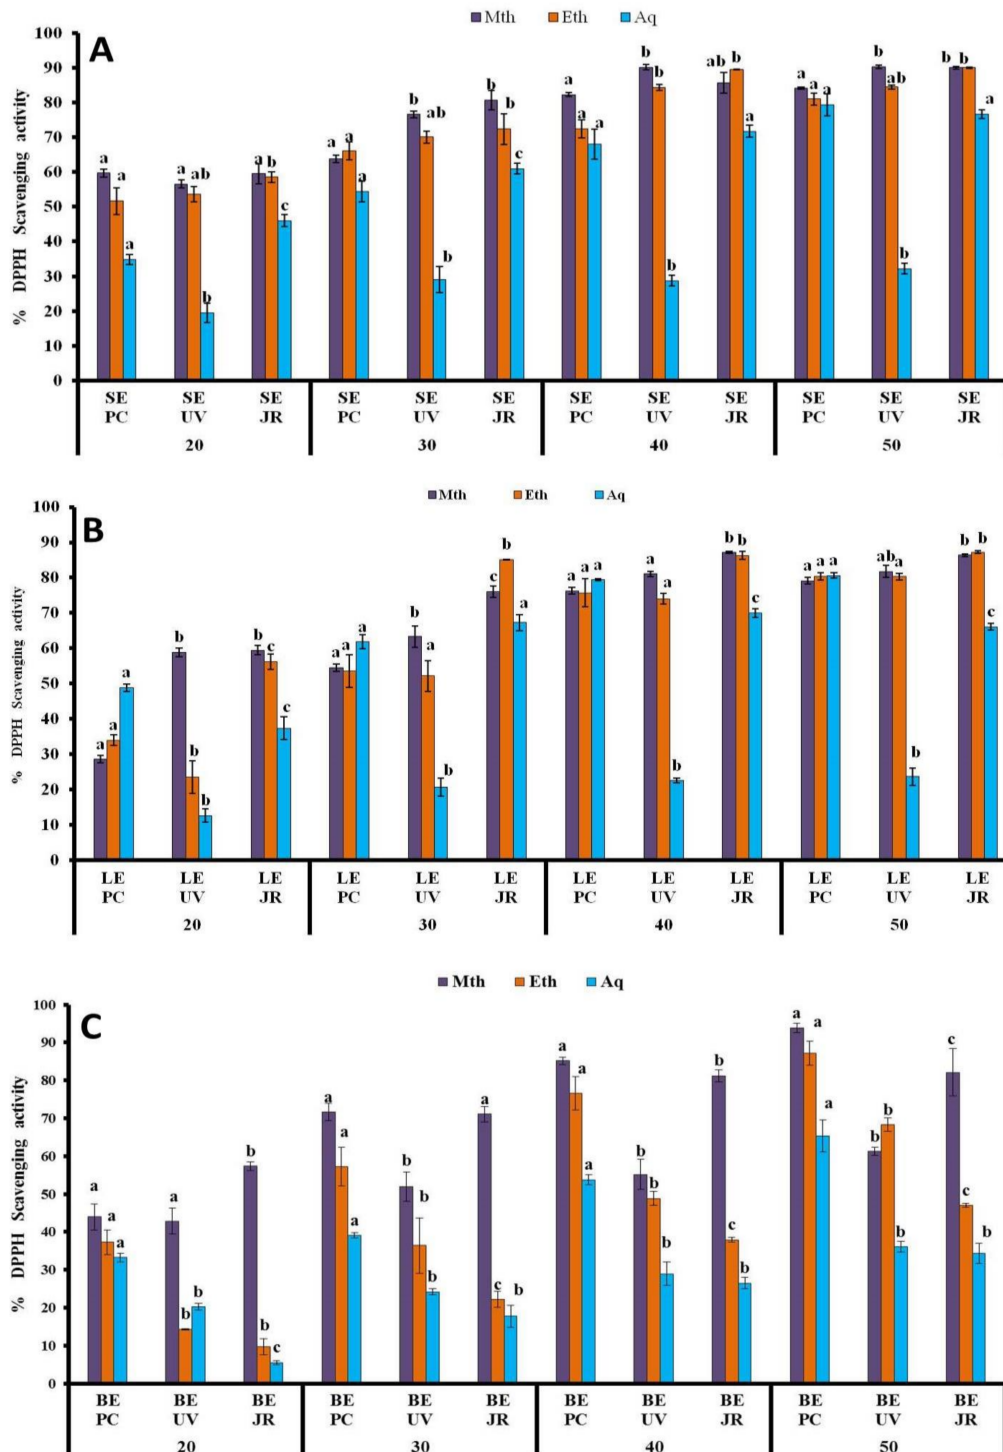 Mth Eth Aq
A
% DPPH Scavenging activity
100
90
80
70
60
50
40
30
20
10
0
a a a b ab b b b c
a a a b ab b b b c
a a a b b b ab b a
a a a b ab b b b a
SE SE SE SE SE SE SE SE SE SE SE SE
PC UV JR PC UV JR PC UV JR PC UV JR
20 30 40 50
Mth Eth Aq
B
% DPPH Scavenging activity
100
90
80
70
60
50
40
30
20
10
0
a a a b b b b c c
a a a b a b c b a
a a a a a b b b c
a a a ab a b b b c
LE LE LE LE LE LE LE LE LE LE LE LE
PC UV JR PC UV JR PC UV JR PC UV JR
20 30 40 50
Mth Eth Aq
C
% DPPH Scavenging activity
100
90
80
70
60
50
40
30
20
10
0
a a a a b b b b c
a a a b b b a c b
a a a b b b b c b
a a a b b b c c b
BE BE BE BE BE BE BE BE BE BE BE BE
PC UV JR PC UV JR PC UV JR PC UV JR
20 30 40 50